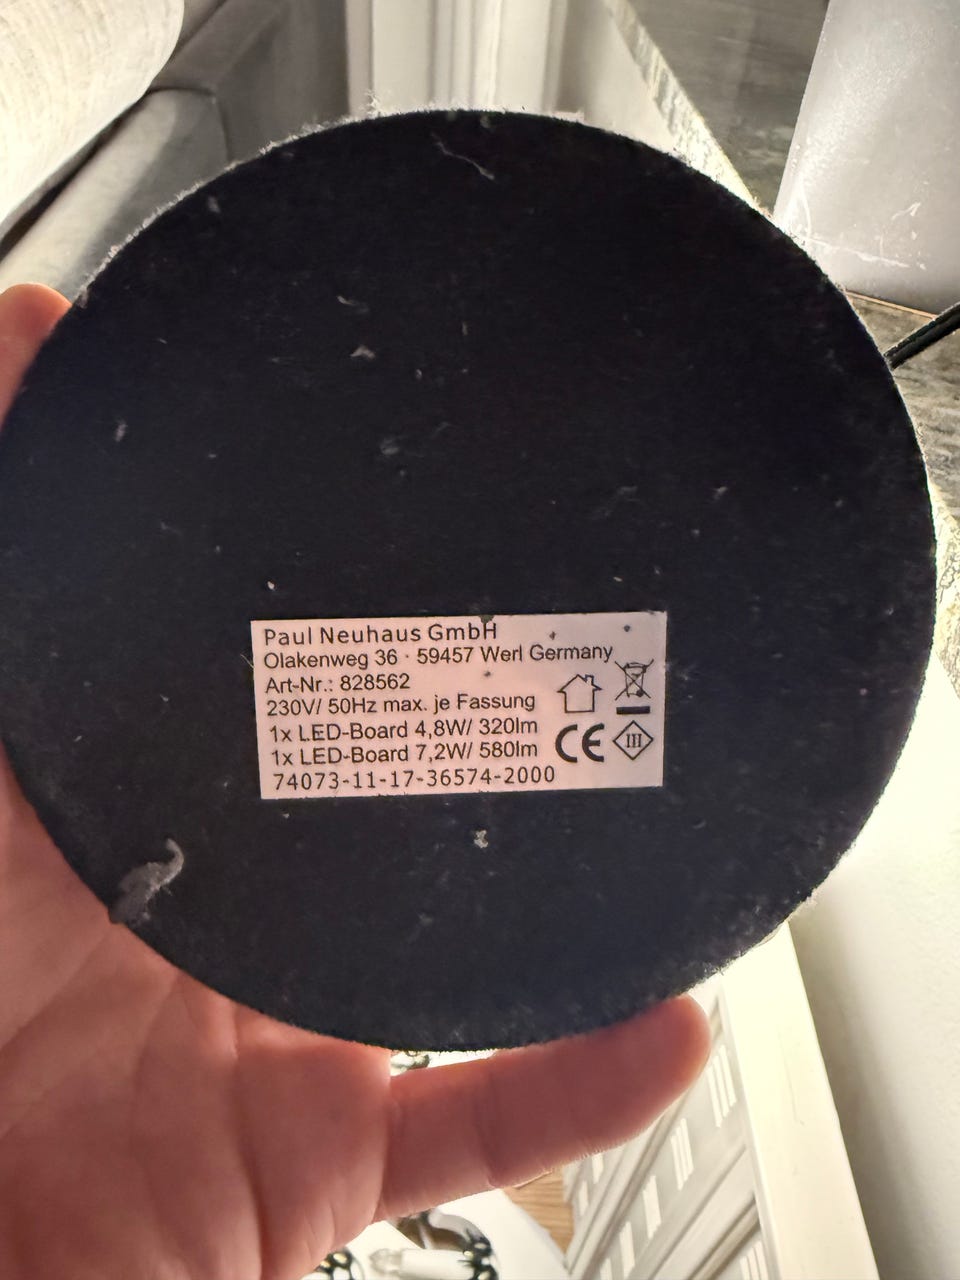 Paul Neuhaus GmbH
Olakenweg 36 · 59457 Werl Germany
Art-Nr.: 828562
230V/ 50Hz max. je Fassung
1x LED-Board 4,8W/ 320lm
1x LED-Board 7,2W/ 580lm
CE III
74073-11-17-36574-2000